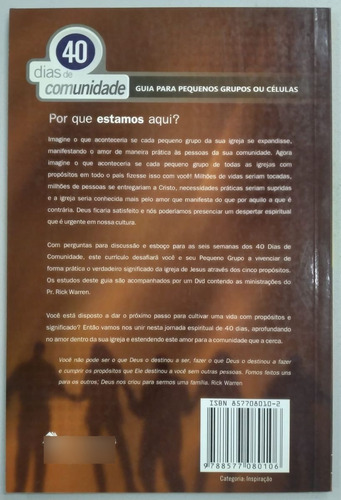 40
dias de
comunidade
GUIA PARA PEQUENOS GRUPOS OU CÉLULAS
Por que estamos aqui?
Imagine o que aconteceria se cada pequeno grupo da sua igreja se expandisse,
manifestando o amor de maneira prática às pessoas da sua comunidade. Agora
imagine o que aconteceria se cada pequeno grupo de todas as igrejas com
propósitos em todo o país fizesse isso com você! Milhões de vidas seriam tocadas,
milhões de pessoas se entregariam a Cristo, necessidades práticas seriam supridas
e a igreja seria conhecida mais pelo amor que manifesta do que por aquilo a que é
contrária. Deus ficaria satisfeito e nós poderíamos presenciar um despertar espiritual
que é urgente em nossa cultura.
Com perguntas para discussão e esboço para as seis semanas dos 40 Dias de
Comunidade, este currículo desafiará você e seu Pequeno Grupo a vivenciar de
forma prática o verdadeiro significado da igreja de Jesus através dos cinco propósitos.
Os estudos deste guia são acompanhados por um Dvd contendo as ministrações do
Pr. Rick Warren.
Você está disposto a dar o próximo passo para cultivar uma vida com propósitos e
significado? Então vamos nos unir nesta jornada espiritual de 40 dias, aprofundando
no amor dentro da sua igreja e estendendo este amor para a comunidade que a cerca.
Você não pode ser o que Deus o destinou a ser, fazer o que Deus o destinou a fazer
e cumprir os propósitos que Ele destinou a você sem outras pessoas. Fomos feitos uns
para os outros; Deus nos criou para sermos uma família. Rick Warren
ISBN 857708010-2
9 788577 080106
Categoria: Inspiração